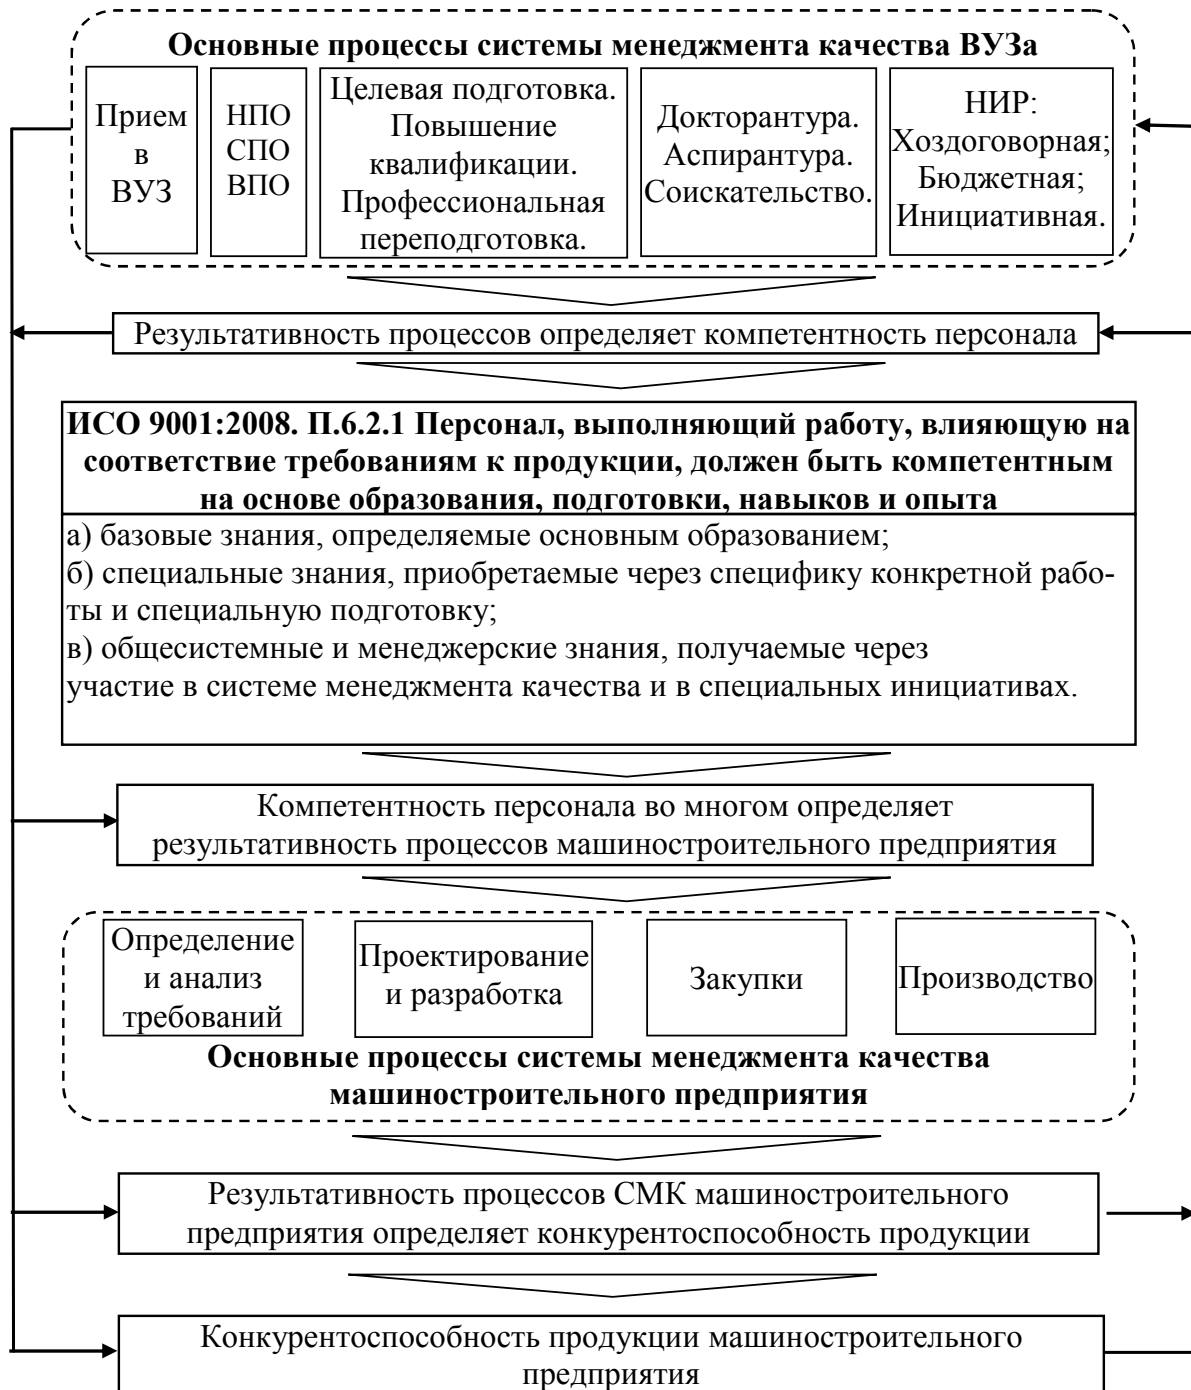 Основные процессы системы менеджмента качества ВУЗа
Прием
в
ВУЗ
НПО
СПО
ВПО
Целевая подготовка.
Повышение
квалификации.
Профессиональная
переподготовка.
Докторантура.
Аспирантура.
Соискательство.
НИР:
Хоздоговорная;
Бюджетная;
Инициативная.
Результативность процессов определяет компетентность персонала
ИСО 9001:2008. П.6.2.1 Персонал, выполняющий работу, влияющую на
соответствие требованиям к продукции, должен быть компетентным
на основе образования, подготовки, навыков и опыта
а) базовые знания, определяемые основным образованием;
б) специальные знания, приобретаемые через специфику конкретной рабо-
ты и специальную подготовку;
в) общесистемные и менеджерские знания, получаемые через
участие в системе менеджмента качества и в специальных инициативах.
Компетентность персонала во многом определяет
результативность процессов машиностроительного предприятия
Определение
и анализ
требований
Проектирование
и разработка
Закупки
Производство
Основные процессы системы менеджмента качества
машиностроительного предприятия
Результативность процессов СМК машиностроительного
предприятия определяет конкурентоспособность продукции
Конкурентоспособность продукции машиностроительного
предприятия